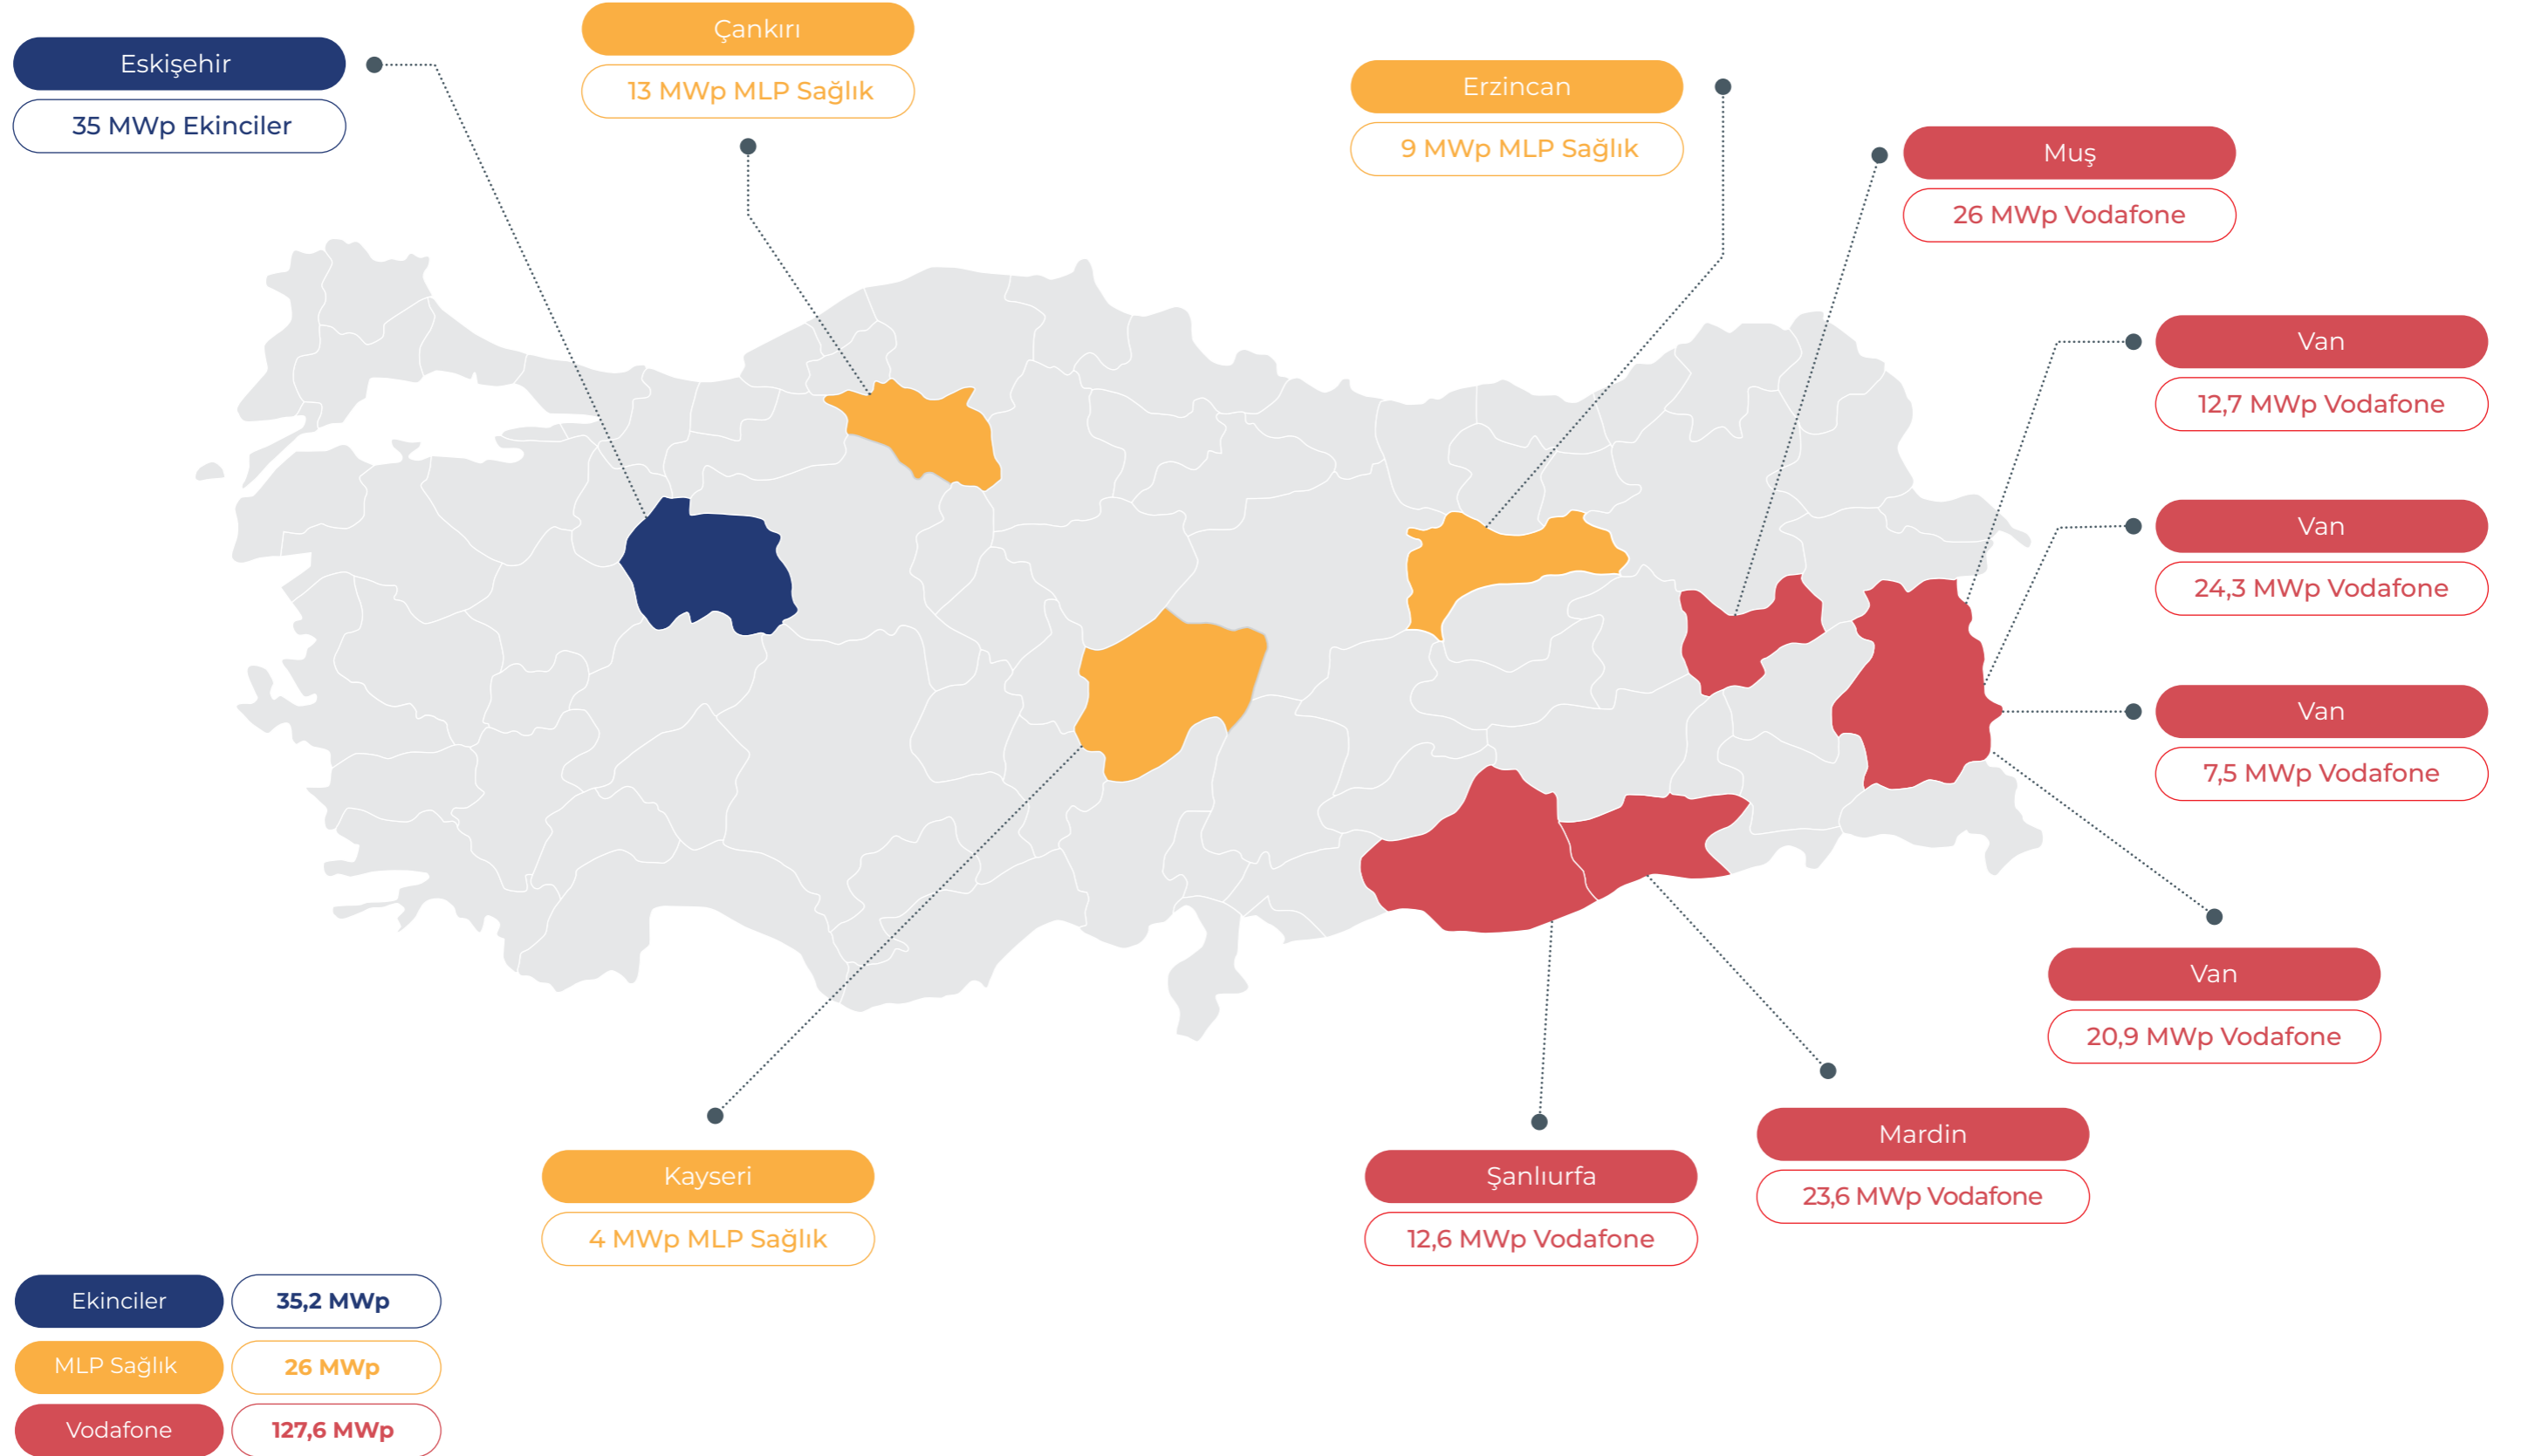 Eskişehir
35 MWp Ekinciler
Çankırı
13 MWp MLP Sağlık
Erzincan
9 MWp MLP Sağlık
Muş
26 MWp Vodafone
Van
12,7 MWp Vodafone
Van
24,3 MWp Vodafone
Van
7,5 MWp Vodafone
Van
20,9 MWp Vodafone
Mardin
23,6 MWp Vodafone
Şanlıurfa
12,6 MWp Vodafone
Kayseri
4 MWp MLP Sağlık
Ekinciler
35,2 MWp
MLP Sağlık
26 MWp
Vodafone
127,6 MWp